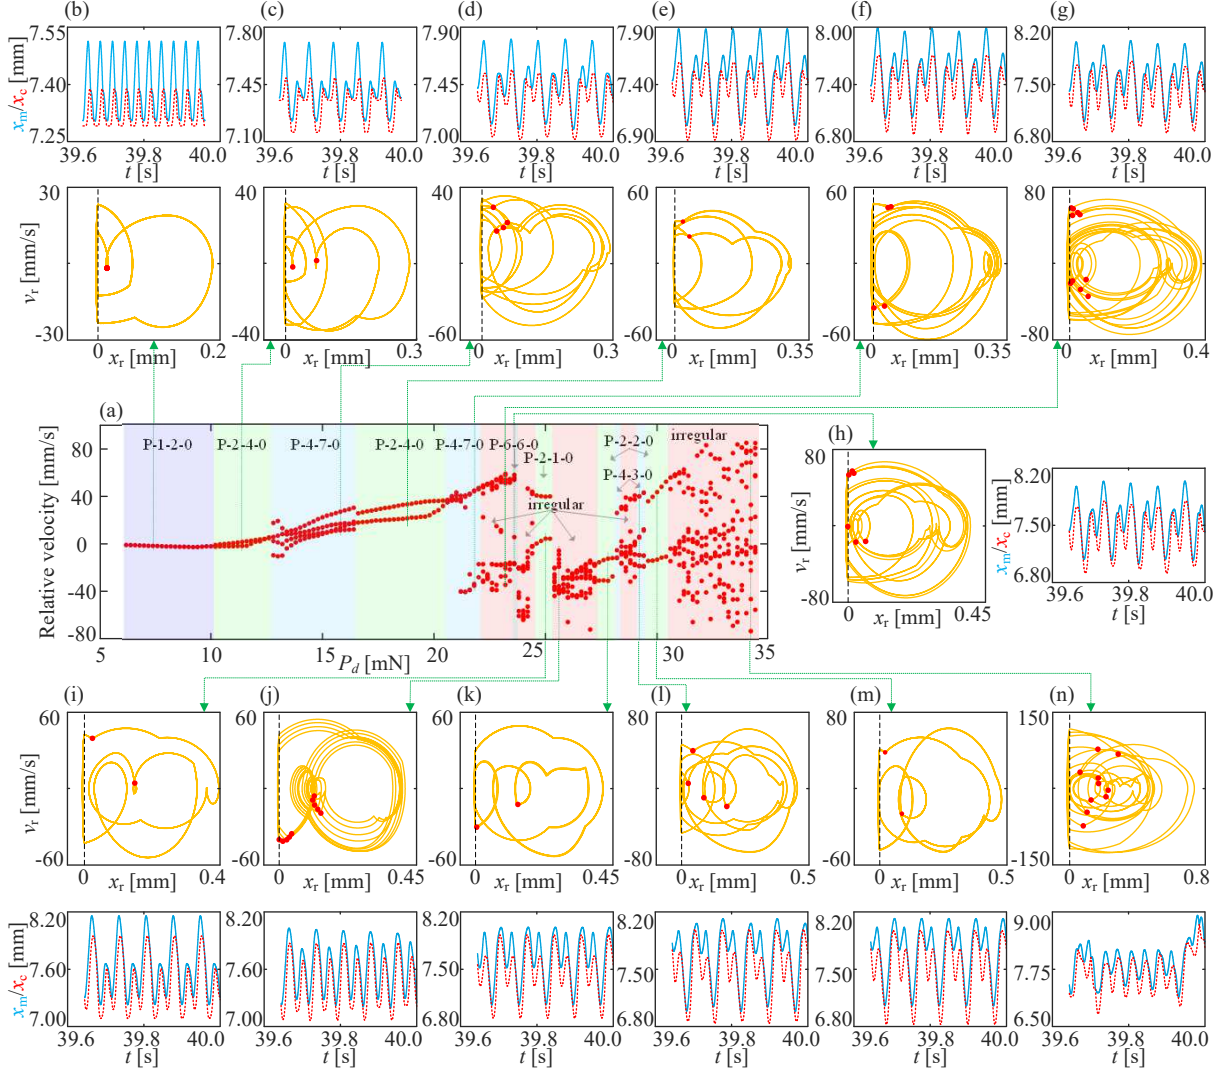 (b) (c) (d) (e) (f) (g)
7.55 7.80 7.90 7.90 8.00 8.20
7.40 7.45 7.45 7.45 7.40 7.50
7.25 7.10 7.00 6.90 6.80 6.80
xm/xc [mm]
39.6 39.8 40.0 39.6 39.8 40.0 39.6 39.8 40.0 39.6 39.8 40.0 39.6 39.8 40.0 39.6 39.8 40.0
t [s] t [s] t [s] t [s] t [s] t [s]
30 40 60 60 60 80
vr [mm/s]
-30 -40 -60 -60 -60 -80
0 0.2 0 0.3 0 0.3 0 0.35 0 0.35 0 0.4
xr [mm] xr [mm] xr [mm] xr [mm] xr [mm] xr [mm]
(a)
P-1-2-0 P-2-4-0 P-4-7-0 P-2-4-0 P-4-7-0 P-6-6-0 P-2-2-0 irregular
P-2-1-0
P-4-3-0
irregular
Relative velocity [mm/s]
80
40
0
-40
-80
5 10 15 20 25 30 35
Pd [mN]
(h)
80
vr [mm/s]
-80
0 0.45
xr [mm]
8.20
7.50
6.80
xm/xc [mm]
39.6 39.8 40.0
t [s]
(i) (j) (k) (l) (m) (n)
60 60 60 80 80 150
vr [mm/s]
-60 -60 -60 -80 -80 -150
0 0.4 0 0.45 0 0.45 0 0.5 0 0.5 0 0.8
xr [mm] xr [mm] xr [mm] xr [mm] xr [mm] xr [mm]
8.20 8.20 8.20 8.20 8.20 9.00
7.60 7.60 7.50 7.50 7.50 7.75
7.00 7.00 6.80 6.80 6.80 6.50
xm/xc [mm]
39.6 39.8 40.0 39.6 39.8 40.0 39.6 39.8 40.0 39.6 39.8 40.0 39.6 39.8 40.0 39.6 39.8 40.0
t [s] t [s] t [s] t [s] t [s] t [s]